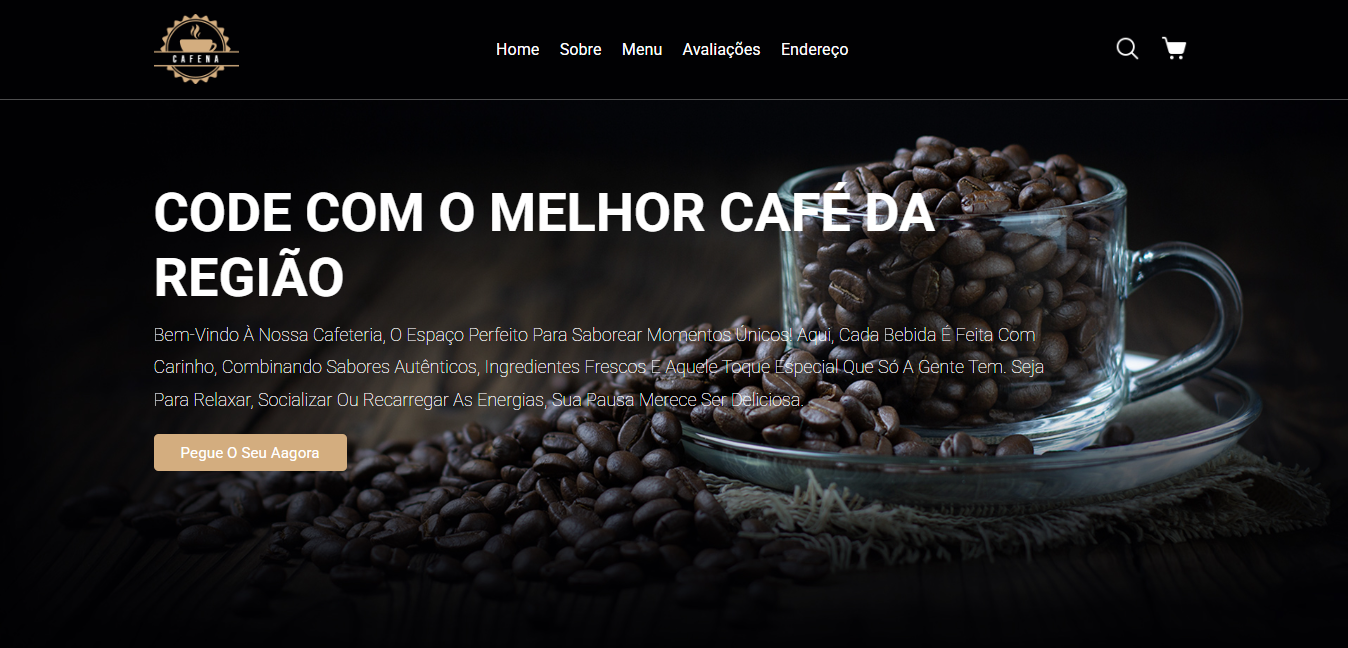 CAFENA
Home Sobre Menu Avaliações Endereço
CODE COM O MELHOR CAFÉ DA
REGIÃO
Bem-Vindo À Nossa Cafeteria, O Espaço Perfeito Para Saborear Momentos Únicos! Aqui, Cada Bebida É Feita Com
Carinho, Combinando Sabores Autênticos, Ingredientes Frescos E Aquele Toque Especial Que Só A Gente Tem. Seja
Para Relaxar, Socializar Ou Recarregar As Energias, Sua Pausa Merece Ser Deliciosa.
Pegue O Seu Aagora